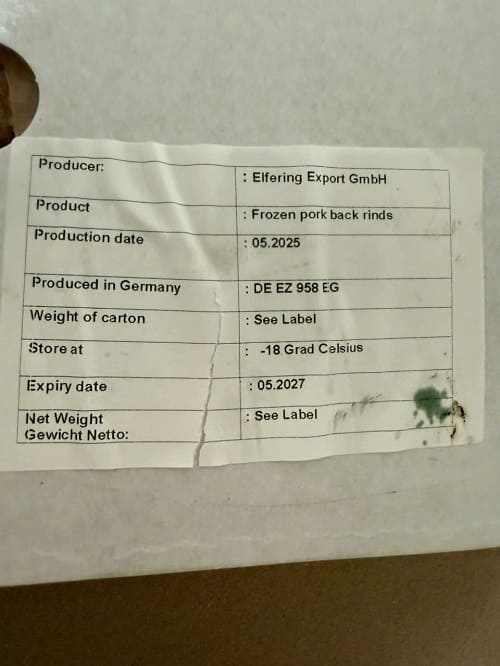 Producer: : Elfering Export GmbH
Product : Frozen pork back rinds
Production date : 05.2025
Produced in Germany : DE EZ 958 EG
Weight of carton : See Label
Store at : -18 Grad Celsius
Expiry date : 05.2027
Net Weight : See Label
Gewicht Netto: